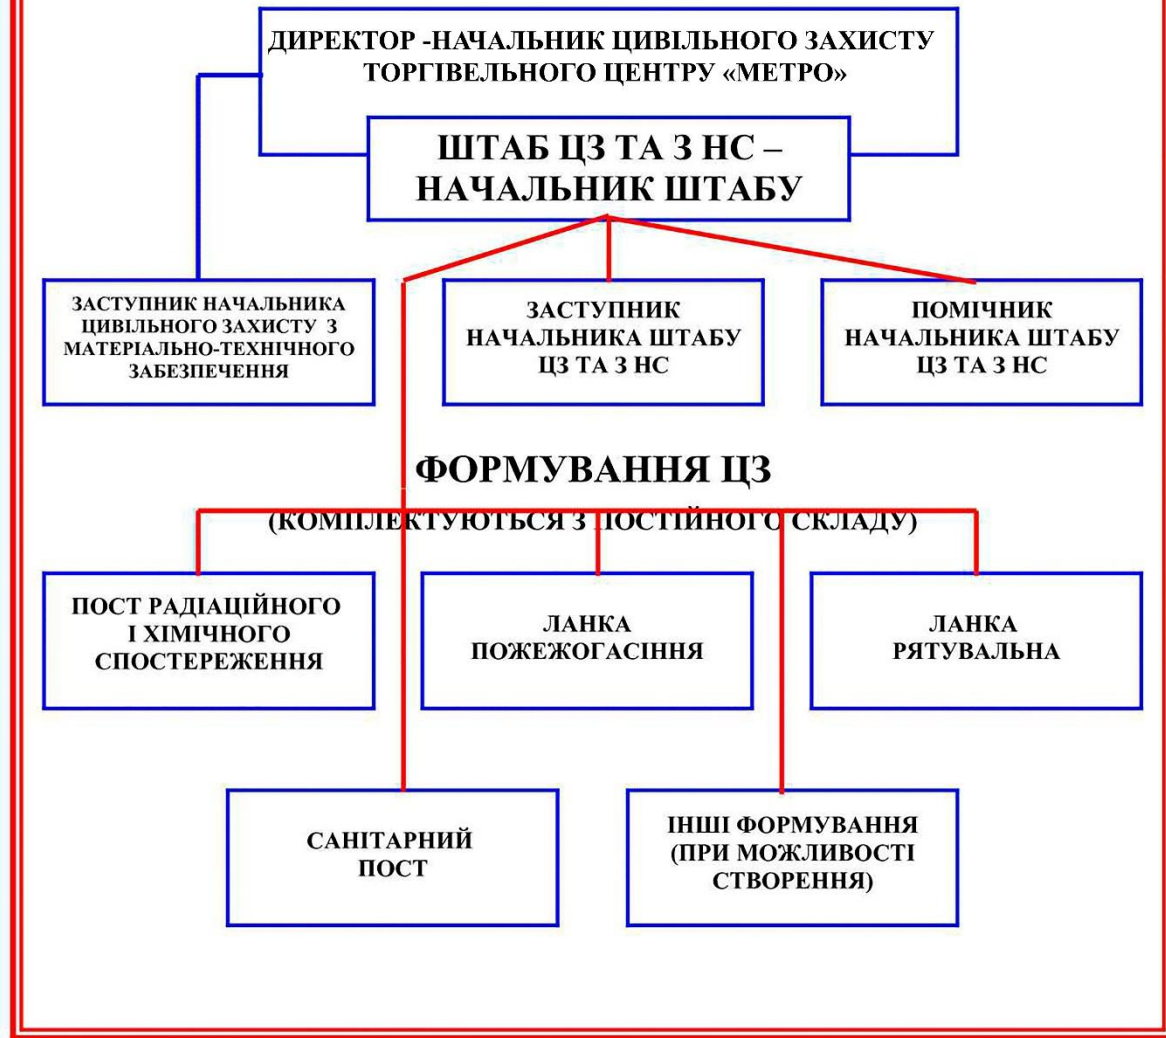 ДИРЕКТОР -НАЧАЛЬНИК ЦИВІЛЬНОГО ЗАХИСТУ
ТОРГІВЕЛЬНОГО ЦЕНТРУ «МЕТРО»
ШТАБ ЦЗ ТА З НС –
НАЧАЛЬНИК ШТАБУ
ЗАСТУПНИК НАЧАЛЬНИКА
ЦИВІЛЬНОГО ЗАХИСТУ З
МАТЕРІАЛЬНО-ТЕХНІЧНОГО
ЗАБЕЗПЕЧЕННЯ
ЗАСТУПНИК
НАЧАЛЬНИКА ШТАБУ
ЦЗ ТА З НС
ПОМІЧНИК
НАЧАЛЬНИКА ШТАБУ
ЦЗ ТА З НС
ФОРМУВАННЯ ЦЗ
(КОМПЛЕКТУЮТЬСЯ З ПОСТІЙНОГО СКЛАДУ)
ПОСТ РАДІАЦІЙНОГО
І ХІМІЧНОГО
СПОСТЕРЕЖЕННЯ
ЛАНКА
ПОЖЕЖОГАСІННЯ
ЛАНКА
РЯТУВАЛЬНА
САНІТАРНИЙ
ПОСТ
ІНШІ ФОРМУВАННЯ
(ПРИ МОЖЛИВОСТІ
СТВОРЕННЯ)